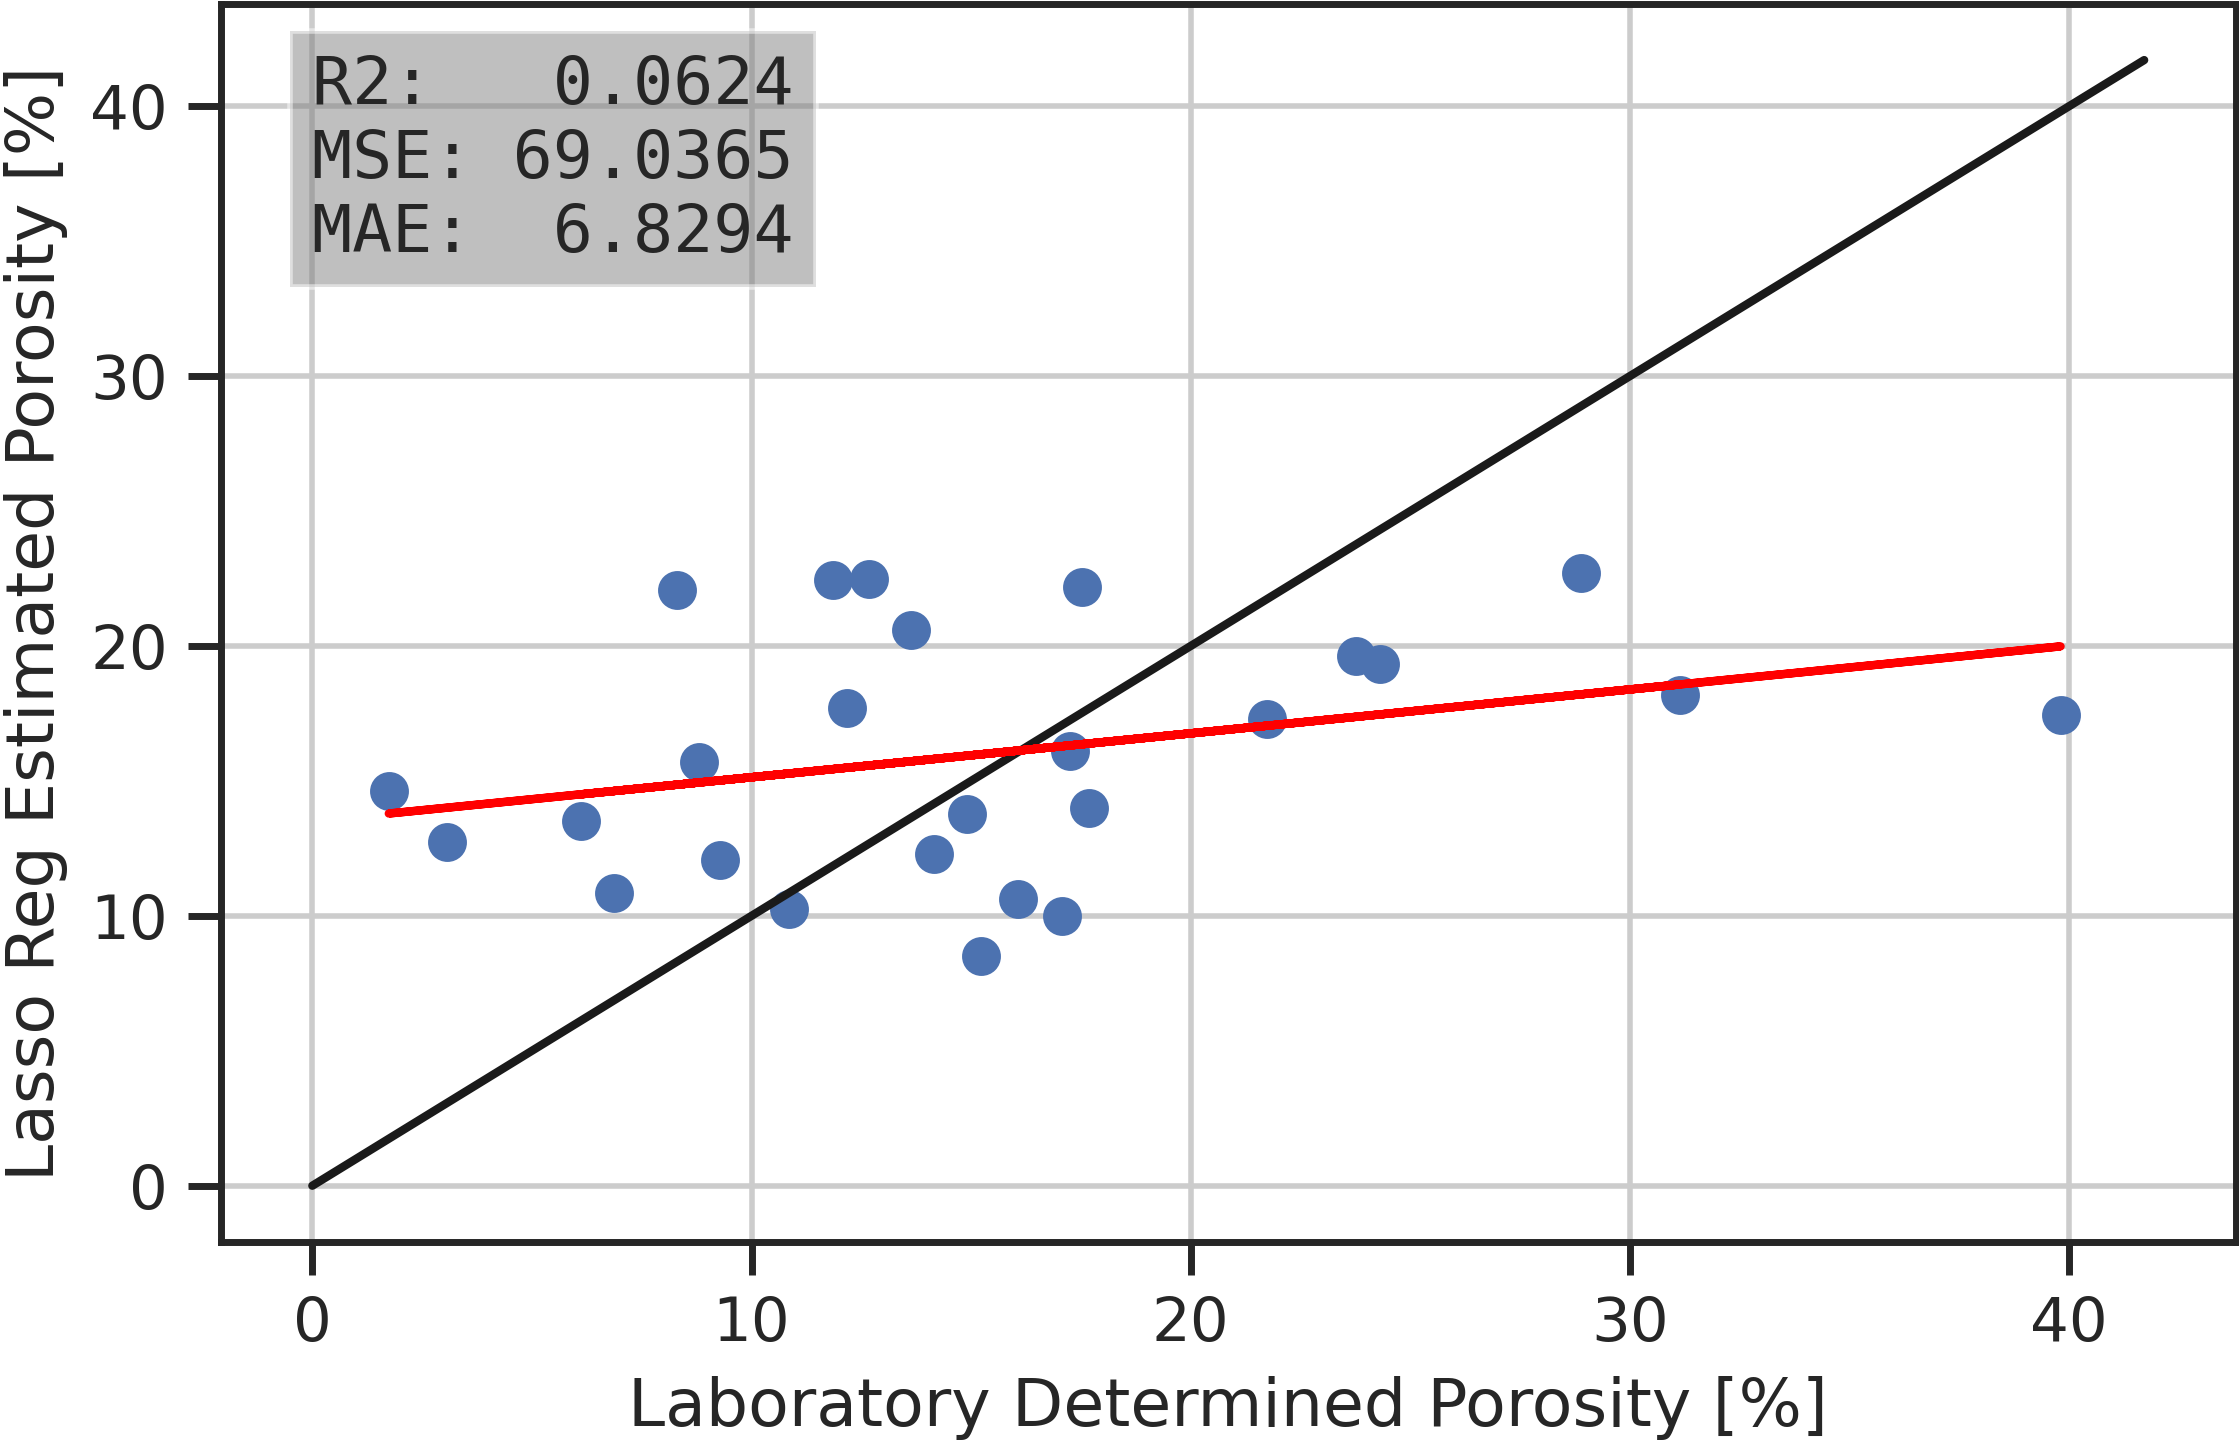 R2:   0.0624
MSE: 69.0365
MAE:  6.8294
Lasso Reg Estimated Porosity [%]
40
30
20
10
0
0 10 20 30 40
Laboratory Determined Porosity [%]